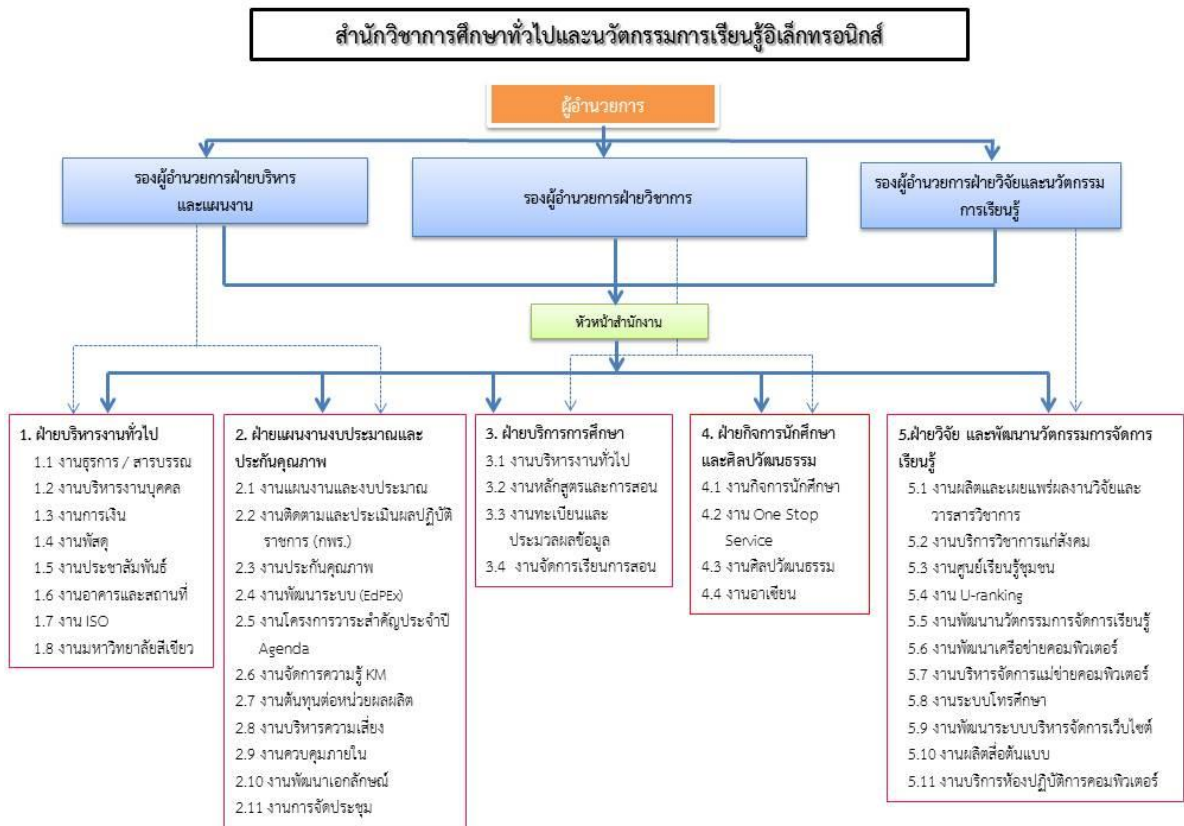 สำนักวิชาการศึกษาทั่วไปและนวัตกรรมการเรียนรู้อิเล็กทรอนิกส์
ผู้อำนวยการ
รองผู้อำนวยการฝ่ายบริหาร
และแผนงาน
รองผู้อำนวยการฝ่ายวิชาการ
รองผู้อำนวยการฝ่ายวิจัยและนวัตกรรม
การเรียนรู้
หัวหน้าสำนักงาน
1. ฝ่ายบริหารงานทั่วไป
1.1 งานธุรการ / สารบรรณ
1.2 งานบริหารงานบุคคล
1.3 งานการเงิน
1.4 งานพัสดุ
1.5 งานประชาสัมพันธ์
1.6 งานอาคารและสถานที่
1.7 งาน ISO
1.8 งานมหาวิทยาลัยสีเขียว
2. ฝ่ายแผนงานงบประมาณและ
ประกันคุณภาพ
2.1 งานแผนงานและงบประมาณ
2.2 งานติดตามและประเมินผลปฏิบัติ
ราชการ (กพร.)
2.3 งานประกันคุณภาพ
2.4 งานพัฒนาระบบ (EdPEx)
2.5 งานโครงการวาระสำคัญประจำปี
Agenda
2.6 งานจัดการความรู้ KM
2.7 งานต้นทุนต่อหน่วยผลผลิต
2.8 งานบริหารความเสี่ยง
2.9 งานควบคุมภายใน
2.10 งานพัฒนาเอกลักษณ์
2.11 งานการจัดประชุม
3. ฝ่ายบริการการศึกษา
3.1 งานบริหารงานทั่วไป
3.2 งานหลักสูตรและการสอน
3.3 งานทะเบียนและ
ประมวลผลข้อมูล
3.4 งานจัดการเรียนการสอน
4. ฝ่ายกิจการนักศึกษา
และศิลปวัฒนธรรม
4.1 งานกิจการนักศึกษา
4.2 งาน One Stop
Service
4.3 งานศิลปวัฒนธรรม
4.4 งานอาเซียน
5.ฝ่ายวิจัย และพัฒนานวัตกรรมการจัดการ
เรียนรู้
5.1 งานผลิตและเผยแพร่ผลงานวิจัยและ
วารสารวิชาการ
5.2 งานบริการวิชาการแก่สังคม
5.3 งานศูนย์เรียนรู้ชุมชน
5.4 งาน U-ranking
5.5 งานพัฒนานวัตกรรมการจัดการเรียนรู้
5.6 งานพัฒนาเครือข่ายคอมพิวเตอร์
5.7 งานบริหารจัดการแม่ข่ายคอมพิวเตอร์
5.8 งานระบบโทรศึกษา
5.9 งานพัฒนาระบบบริหารจัดการเว็บไซต์
5.10 งานผลิตสื่อต้นแบบ
5.11 งานบริการห้องปฏิบัติการคอมพิวเตอร์